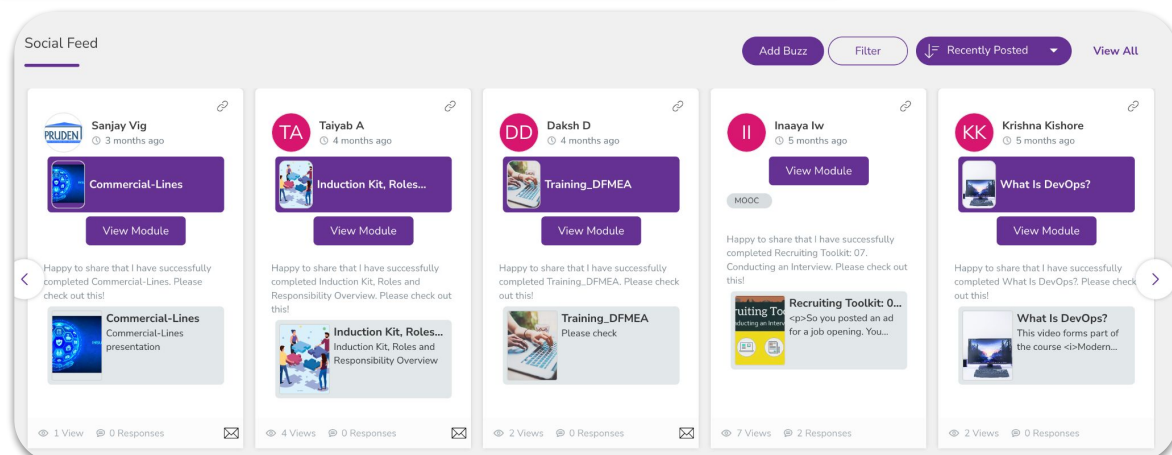 Social Feed
Add Buzz
Filter
Recently Posted
View All
PRUDEN
Sanjay Vig
3 months ago
Commercial-Lines
View Module
Happy to share that I have successfully
completed Commercial-Lines. Please
check out this!
Commercial-Lines
Commercial-Lines
presentation
1 View
0 Responses
TA
Taiyab A
4 months ago
Induction Kit, Roles...
View Module
Happy to share that I have successfully
completed Induction Kit, Roles and
Responsibility Overview. Please check out
this!
Induction Kit, Roles...
Induction Kit, Roles and
Responsibility Overview
4 Views
0 Responses
DD
Daksh D
4 months ago
Training_DFMEA
View Module
Happy to share that I have successfully
completed Training_DFMEA. Please check
out this!
Training_DFMEA
Please check
2 Views
0 Responses
II
Inaaya Iw
5 months ago
View Module
MOOC
Happy to share that I have successfully
completed Recruiting Toolkit: 07.
Conducting an Interview. Please check out
this!
ruiting Too
nducting an Interv
Recruiting Toolkit: 0...
<p>So you posted an ad
for a job opening. You...
7 Views
2 Responses
KK
Krishna Kishore
5 months ago
What Is DevOps?
View Module
Happy to share that I have successfully
completed What Is DevOps?. Please check
out this!
What Is DevOps?
This video forms part of
the course <i>Modern...
2 Views
0 Responses